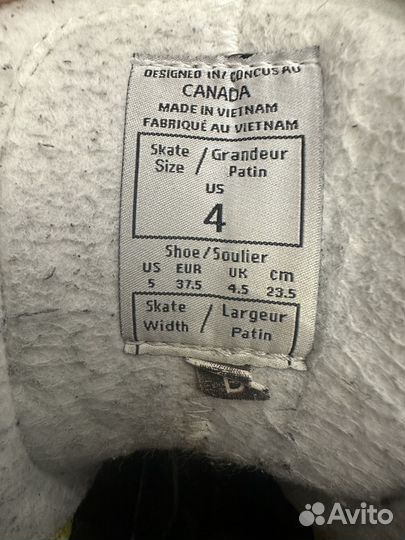 DESIGNED IN/CONCUS AU
CANADA
MADE IN VIETNAM
FABRIQUÉ AU VIETNAM
Skate / Grandeur
Size / Patin
US
4
Shoe/Soulier
US EUR UK cm
5 37.5 4.5 23.5
Skate / Largeur
Width / Patin
D
Avito